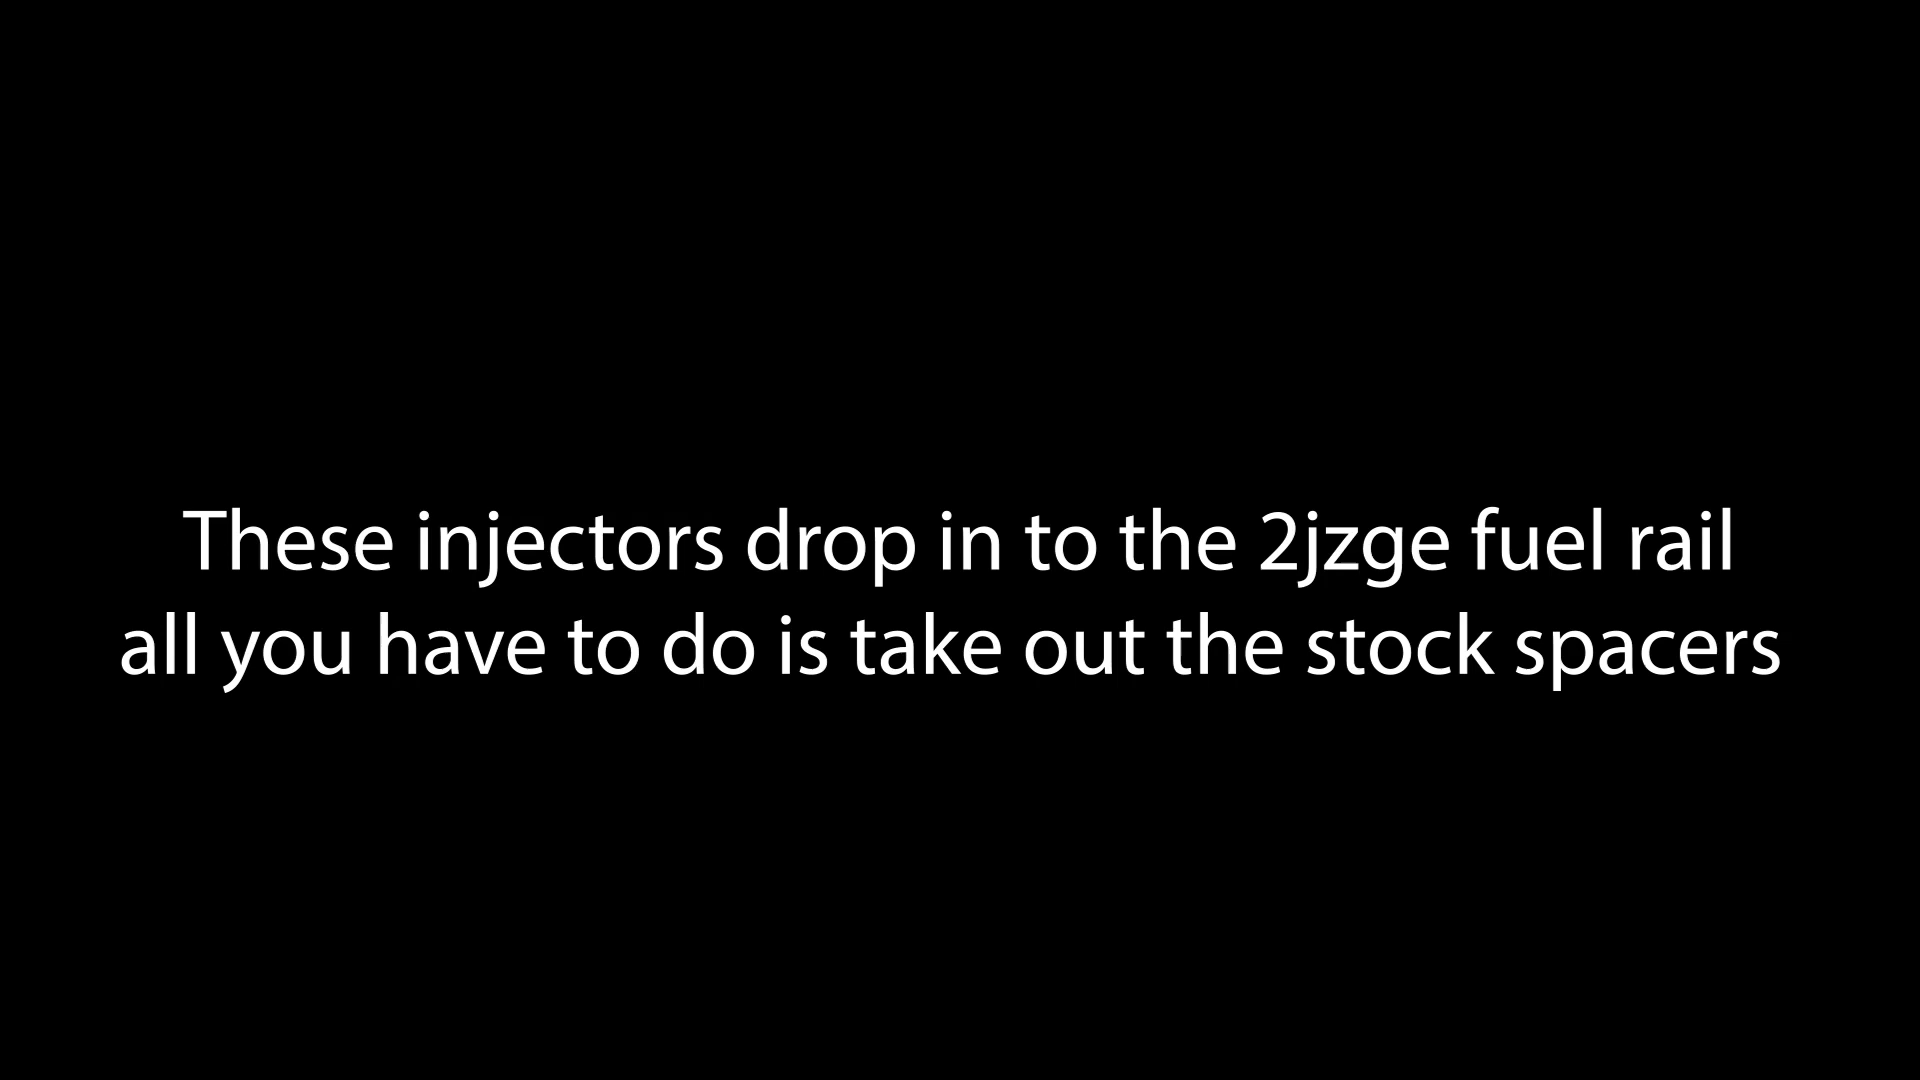 These injectors drop in to the 2jzge fuel rail
all you have to do is take out the stock spacers